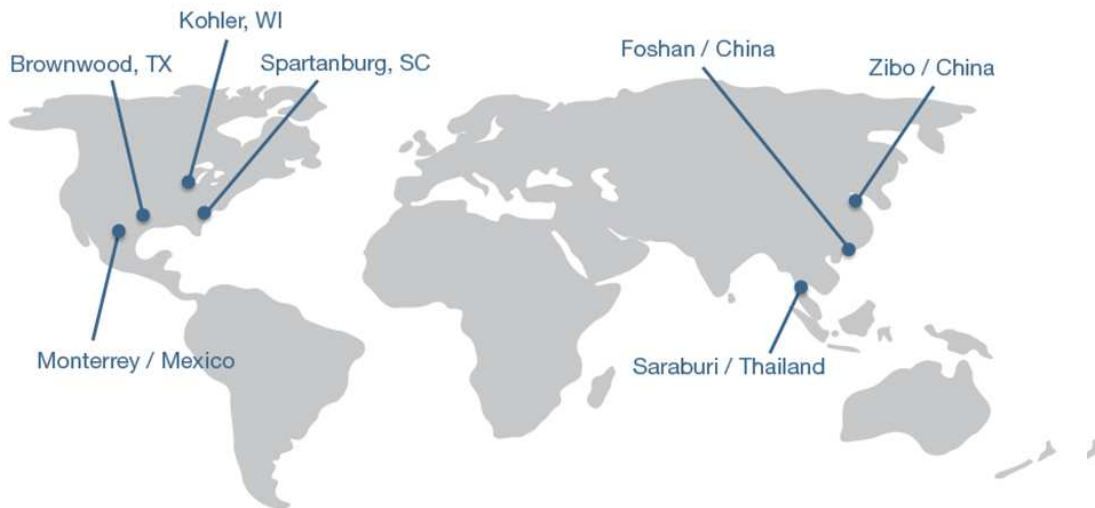 Kohler, WI
Brownwood, TX
Spartanburg, SC
Foshan / China
Zibo / China
Monterrey / Mexico
Saraburi / Thailand